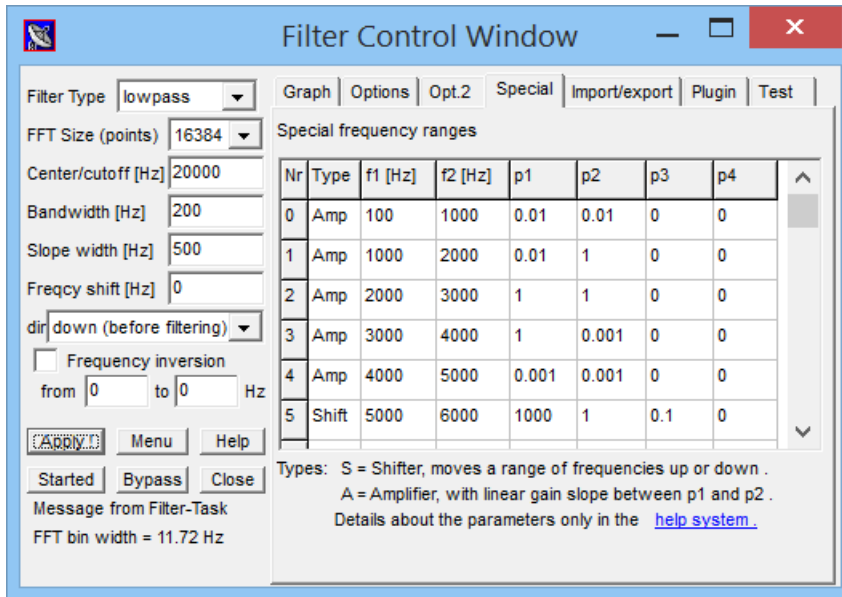 Filter Control Window
Filter Type lowpass
FFT Size (points) 16384
Center/cutoff [Hz] 20000
Bandwidth [Hz] 200
Slope width [Hz] 500
Freqcy shift [Hz] 0
dir down (before filtering)
Frequency inversion
from 0 to 0 Hz
Apply Menu Help
Started Bypass Close
Message from Filter-Task
FFT bin width = 11.72 Hz
Graph Options Opt.2 Special Import/export Plugin Test
Special frequency ranges
Nr Type f1 [Hz] f2 [Hz] p1 p2 p3 p4
0 Amp 100 1000 0.01 0.01 0 0
1 Amp 1000 2000 0.01 1 0 0
2 Amp 2000 3000 1 1 0 0
3 Amp 3000 4000 1 0.001 0 0
4 Amp 4000 5000 0.001 0.001 0 0
5 Shift 5000 6000 1000 1 0.1 0
Types: S = Shifter, moves a range of frequencies up or down .
A = Amplifier, with linear gain slope between p1 and p2 .
Details about the parameters only in the help system .